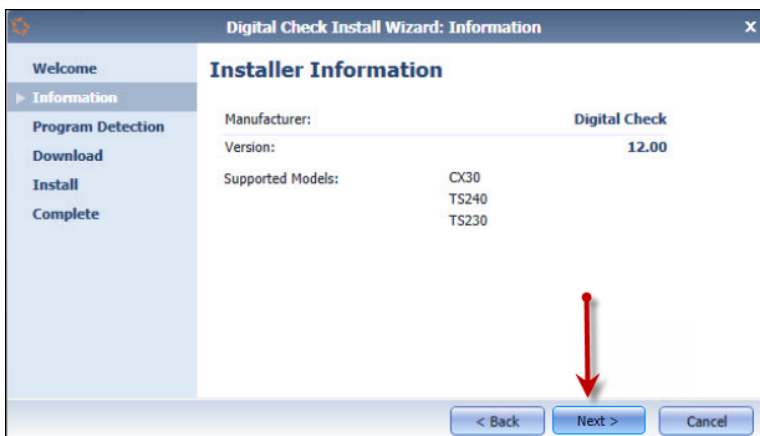 Digital Check Install Wizard: Information
x
Welcome
Information
Program Detection
Download
Install
Complete
Installer Information
Manufacturer: Digital Check
Version: 12.00
Supported Models: CX30
TS240
TS230
< Back Next > Cancel